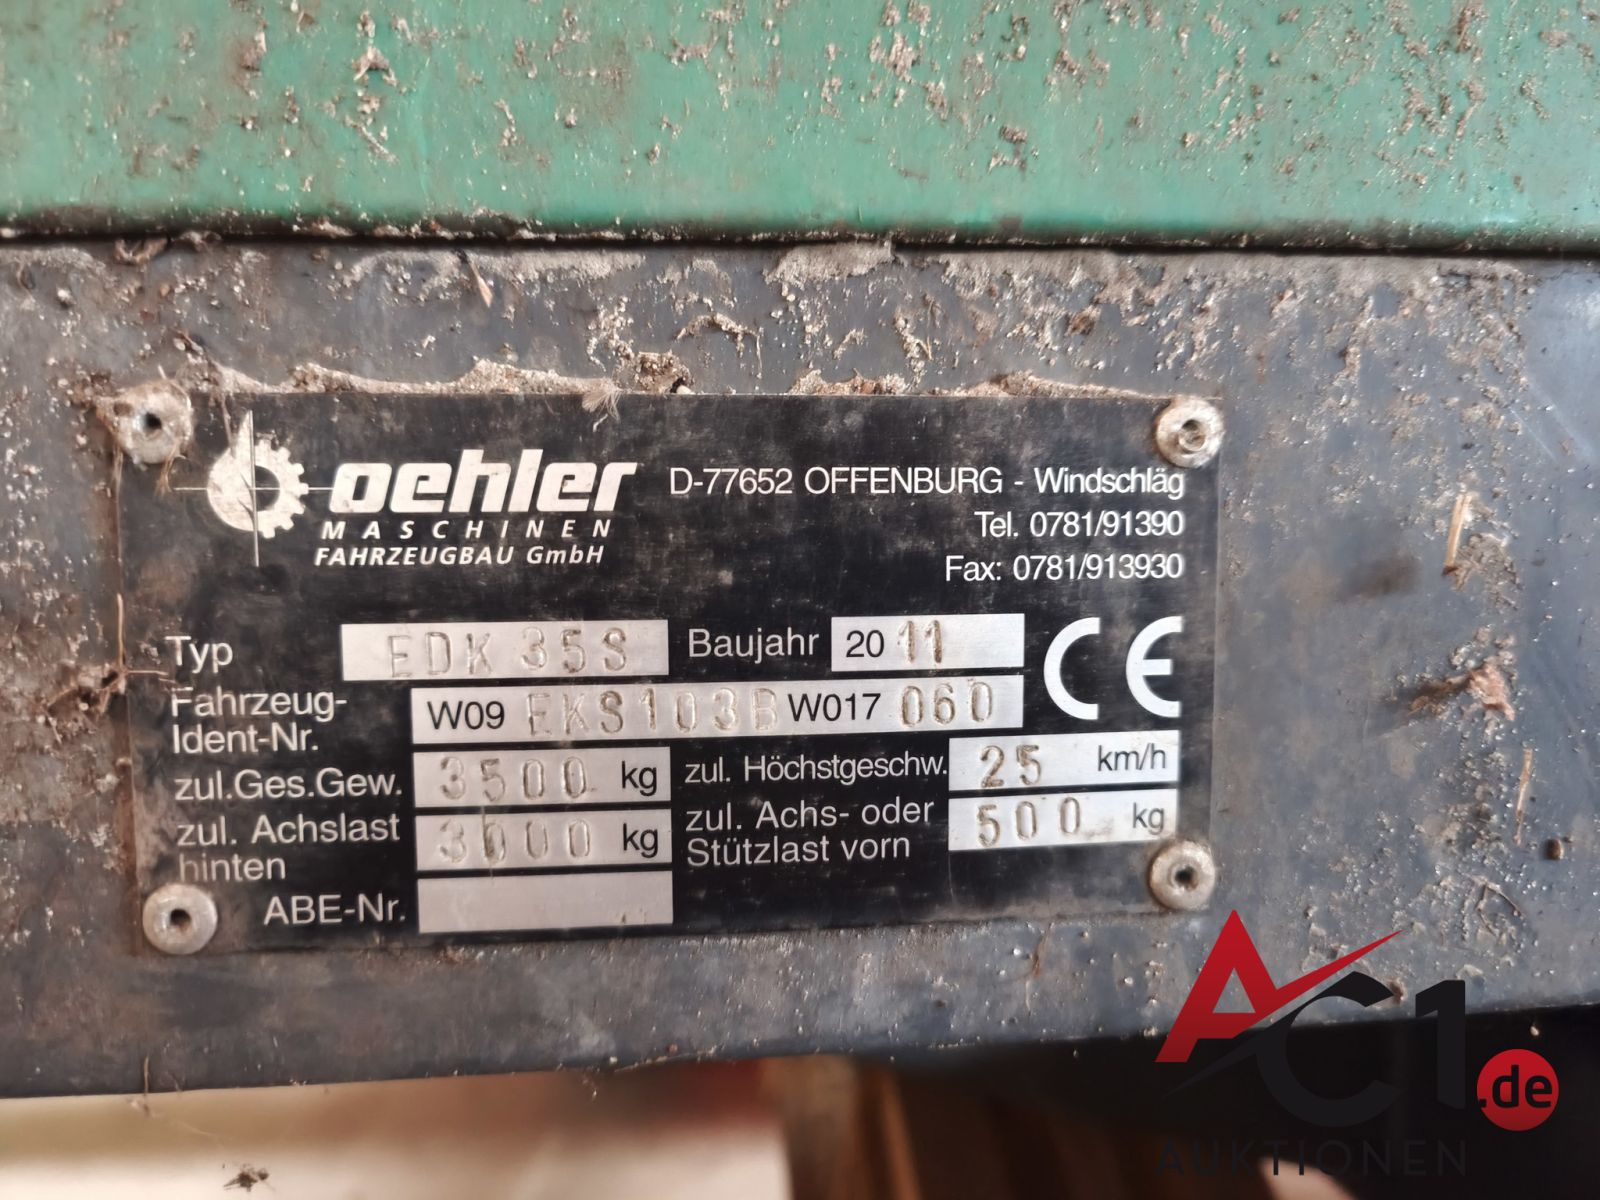 oehler
MASCHINEN
FAHRZEUGBAU GmbH
D-77652 OFFENBURG - Windschläg
Tel. 0781/91390
Fax: 0781/913930
Typ EDK 35S Baujahr 2011 CE
Fahrzeug-
Ident-Nr. W09 EKS103B W017 060
zul.Ges.Gew. 3500 kg zul. Höchstgeschw. 25 km/h
zul. Achslast
hinten 3000 kg zul. Achs- oder
Stützlast vorn 500 kg
ABE-Nr.
AC1.de
AUKTIONEN